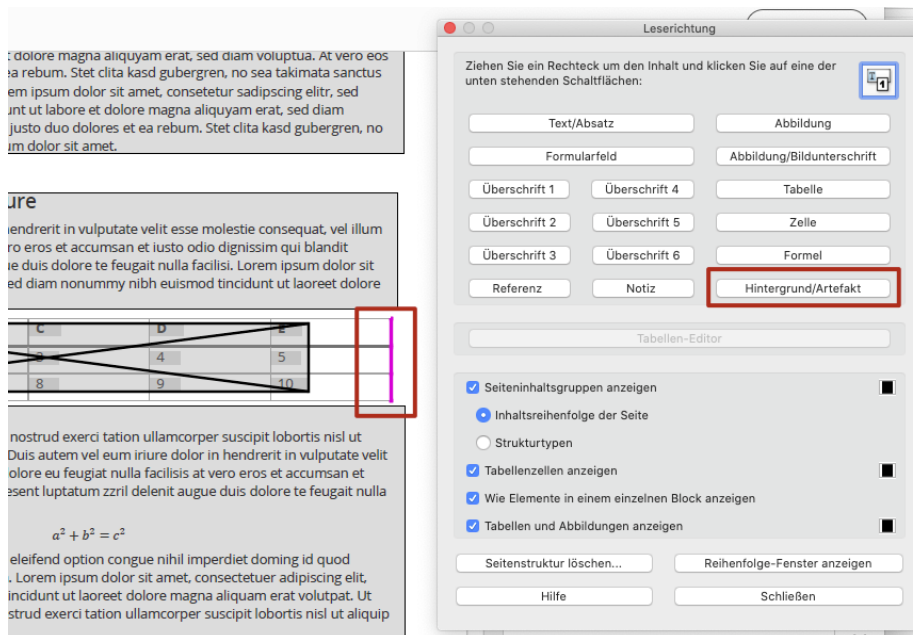 dolore magna aliquyam erat, sed diam voluptua. At vero eos
ea rebum. Stet clita kasd gubergren, no sea takimata sanctus
em ipsum dolor sit amet, consetetur sadipscing elitr, sed
unt ut labore et dolore magna aliquyam erat, sed diam
justo duo dolores et ea rebum. Stet clita kasd gubergren, no
um dolor sit amet.
ure
hendrerit in vulputate velit esse molestie consequat, vel illum
ro eros et accumsan et iusto odio dignissim qui blandit
ue duis dolore te feugait nulla facilisi. Lorem ipsum dolor sit
ed diam nonummy nibh euismod tincidunt ut laoreet dolore
C D E
3 4 5
8 9 10
nostrud exerci tation ullamcorper suscipit lobortis nisl ut
Duis autem vel eum iriure dolor in hendrerit in vulputate velit
olore eu feugiat nulla facilisis at vero eros et accumsan et
esent luptatum zzril delenit augue duis dolore te feugait nulla
a² + b² = c²
eleifend option congue nihil imperdiet doming id quod
. Lorem ipsum dolor sit amet, consectetuer adipiscing elit,
incidunt ut laoreet dolore magna aliquam erat volutpat. Ut
strud exerci tation ullamcorper suscipit lobortis nisl ut aliquip
Leserichtung
Ziehen Sie ein Rechteck um den Inhalt und klicken Sie auf eine der
unten stehenden Schaltflächen:
1
Text/Absatz Abbildung
Formularfeld Abbildung/Bildunterschrift
Überschrift 1 Überschrift 4 Tabelle
Überschrift 2 Überschrift 5 Zelle
Überschrift 3 Überschrift 6 Formel
Referenz Notiz Hintergrund/Artefakt
Tabellen-Editor
Seiteninhaltsgruppen anzeigen
Inhaltsreihenfolge der Seite
Strukturtypen
Tabellenzellen anzeigen
Wie Elemente in einem einzelnen Block anzeigen
Tabellen und Abbildungen anzeigen
Seitenstruktur löschen... Reihenfolge-Fenster anzeigen
Hilfe Schließen